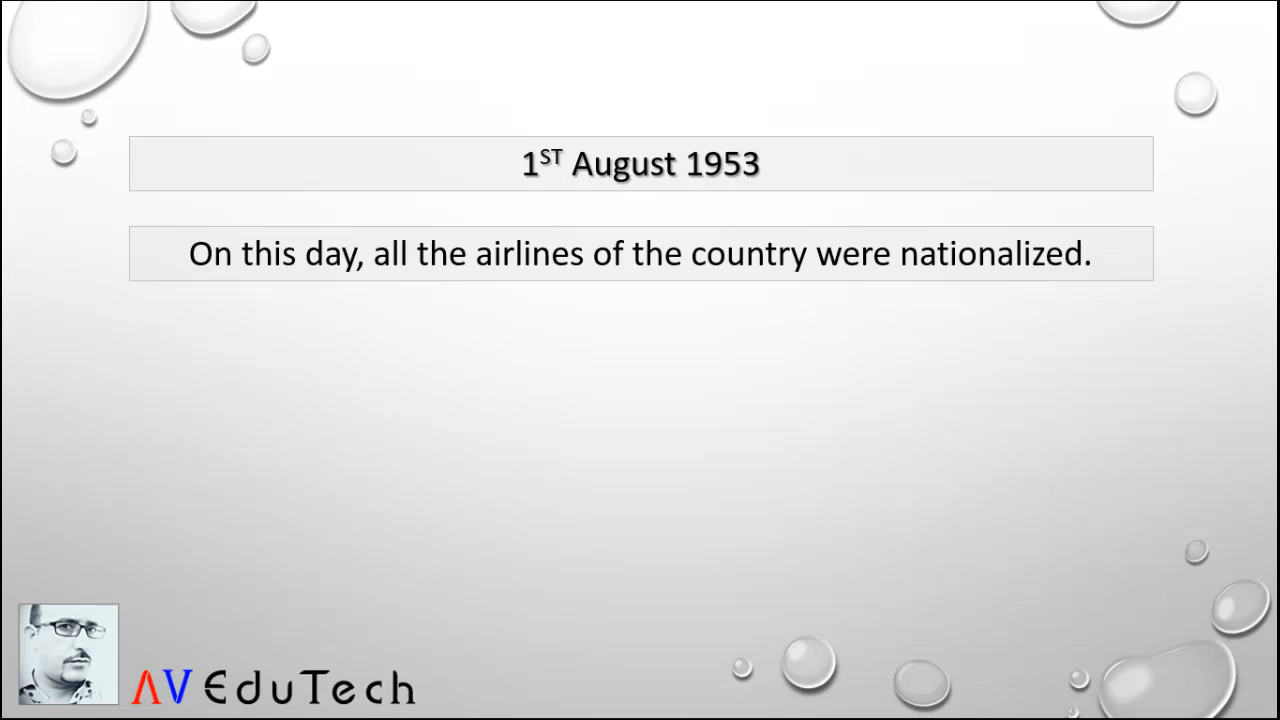 1ST August 1953
On this day, all the airlines of the country were nationalized.
AV EduTech